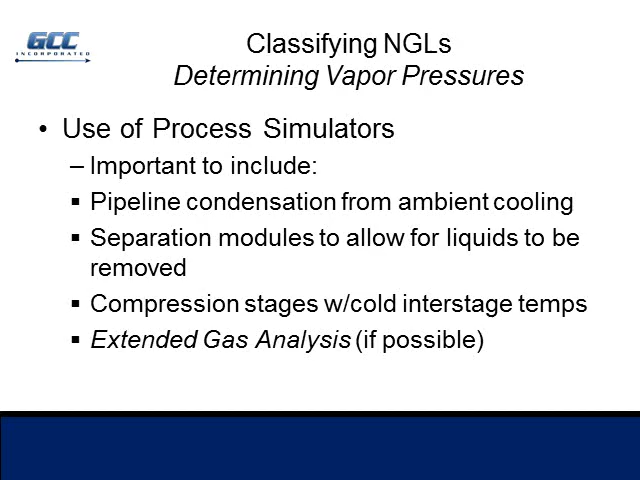 GCC
INCORPORATED
Classifying NGLs
Determining Vapor Pressures
• Use of Process Simulators
– Important to include:
▪ Pipeline condensation from ambient cooling
▪ Separation modules to allow for liquids to be
removed
▪ Compression stages w/cold interstage temps
▪ Extended Gas Analysis (if possible)